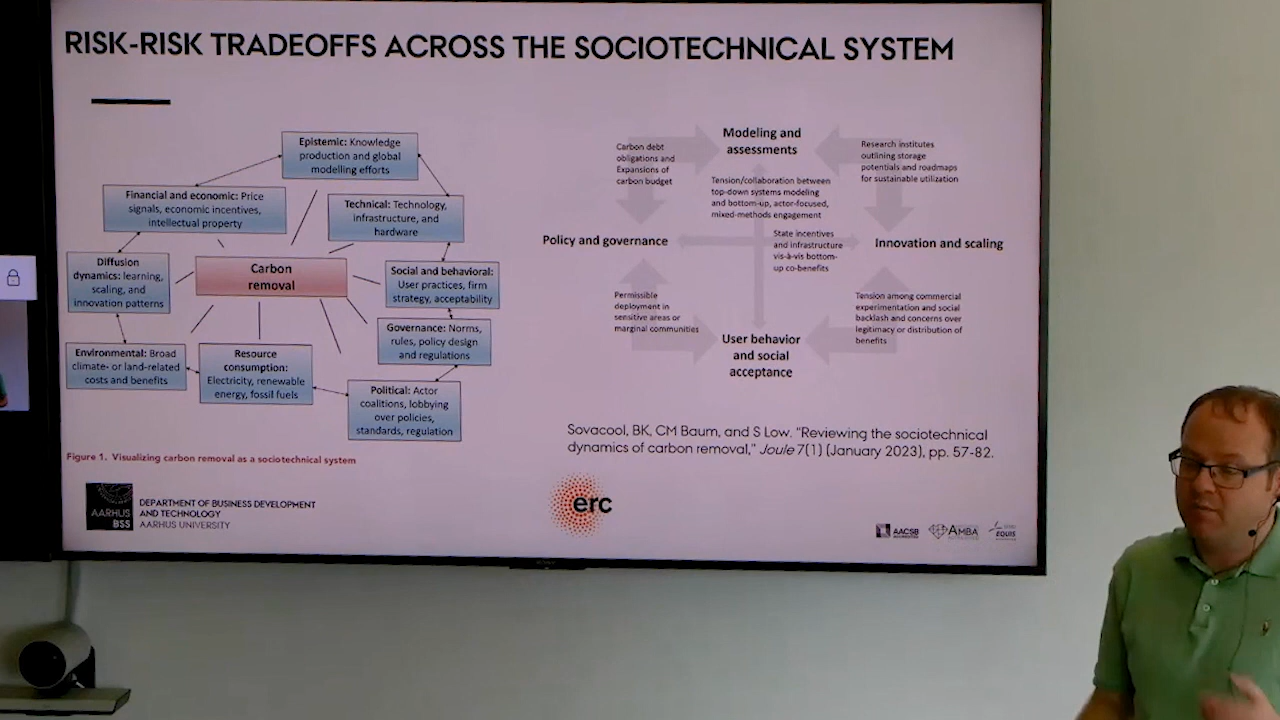 RISK-RISK TRADEOFFS ACROSS THE SOCIOTECHNICAL SYSTEM
Epistemic: Knowledge
production and global
modelling efforts
Financial and economic: Price
signals, economic incentives,
intellectual property
Technical: Technology,
infrastructure, and
hardware
Diffusion
dynamics: learning,
scaling, and
innovation patterns
Carbon
removal
Social and behavioral:
User practices, firm
strategy, acceptability
Governance: Norms,
rules, policy design
and regulations
Environmental: Broad
climate- or land-related
costs and benefits
Resource
consumption:
Electricity, renewable
energy, fossil fuels
Political: Actor
coalitions, lobbying
over policies,
standards, regulation
Figure 1. Visualizing carbon removal as a sociotechnical system
Modeling and
assessments
Carbon debt
obligations and
Expansions of
carbon budget
Research institutes
outlining storage
potentials and roadmaps
for sustainable utilization
Tension/collaboration between
top-down systems modeling
and bottom-up, actor-focused,
mixed-methods engagement
Policy and governance
State incentives
and infrastructure
vis-à-vis bottom-
up co-benefits
Innovation and scaling
Permissible
deployment in
sensitive areas or
marginal communities
Tension among commercial
experimentation and social
backlash and concerns over
legitimacy or distribution of
benefits
User behavior
and social
acceptance
Sovacool, BK, CM Baum, and S Low. "Reviewing the sociotechnical
dynamics of carbon removal," Joule 7(1) (January 2023), pp. 57-82.
AARHUS
BSS
DEPARTMENT OF BUSINESS DEVELOPMENT
AND TECHNOLOGY
AARHUS UNIVERSITY
erc
AACSB
AMBA
EQUIS